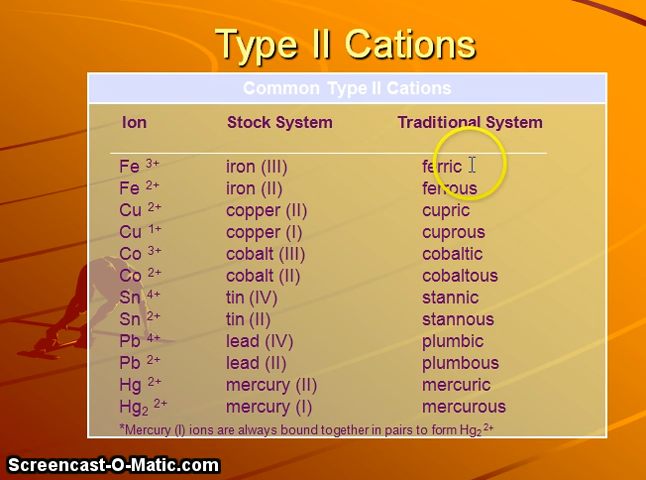 Type II Cations
Common Type II Cations
Ion Stock System Traditional System
Fe 3+ iron (III) ferric
Fe 2+ iron (II) ferrous
Cu 2+ copper (II) cupric
Cu 1+ copper (I) cuprous
Co 3+ cobalt (III) cobaltic
Co 2+ cobalt (II) cobaltous
Sn 4+ tin (IV) stannic
Sn 2+ tin (II) stannous
Pb 4+ lead (IV) plumbic
Pb 2+ lead (II) plumbous
Hg 2+ mercury (II) mercuric
Hg2 2+ mercury (I) mercurous
*Mercury (I) ions are always bound together in pairs to form Hg2 2+
Screencast-O-Matic.com